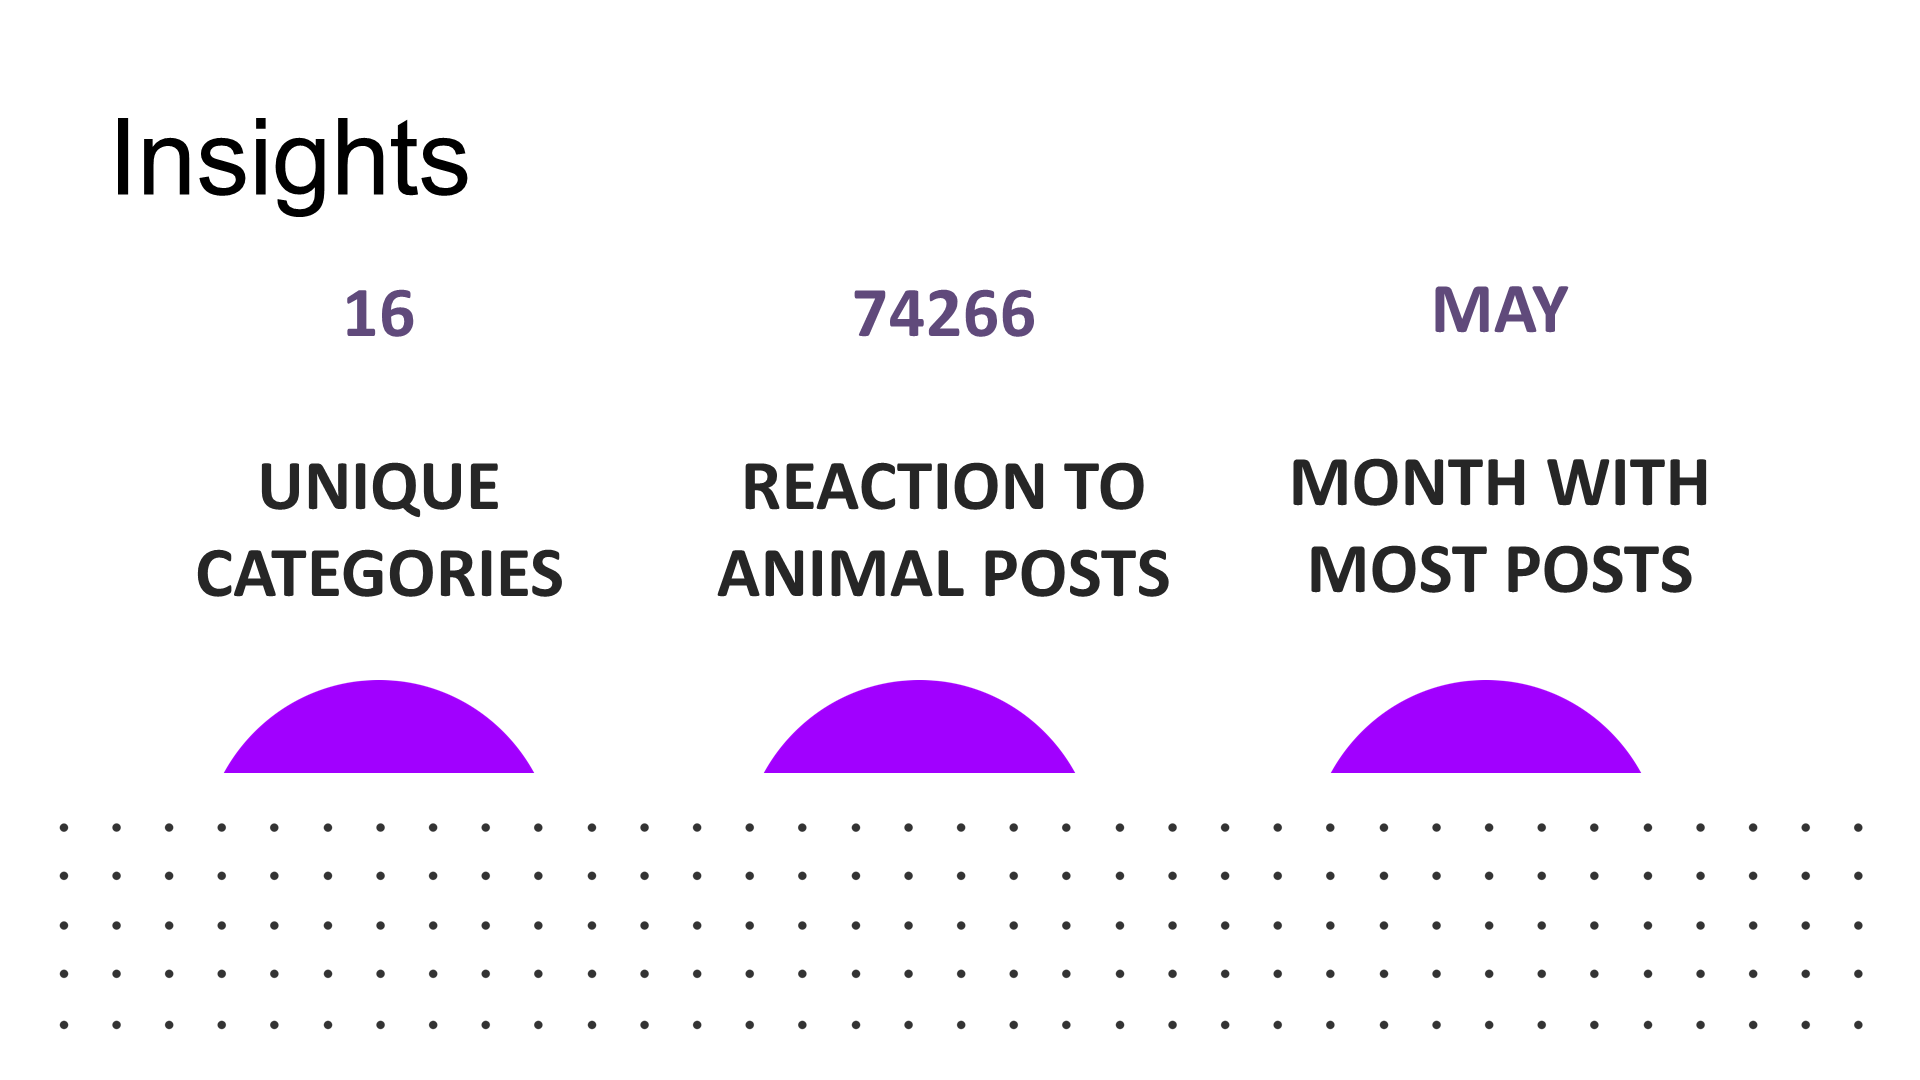 Insights
16
UNIQUE
CATEGORIES
74266
REACTION TO
ANIMAL POSTS
MAY
MONTH WITH
MOST POSTS